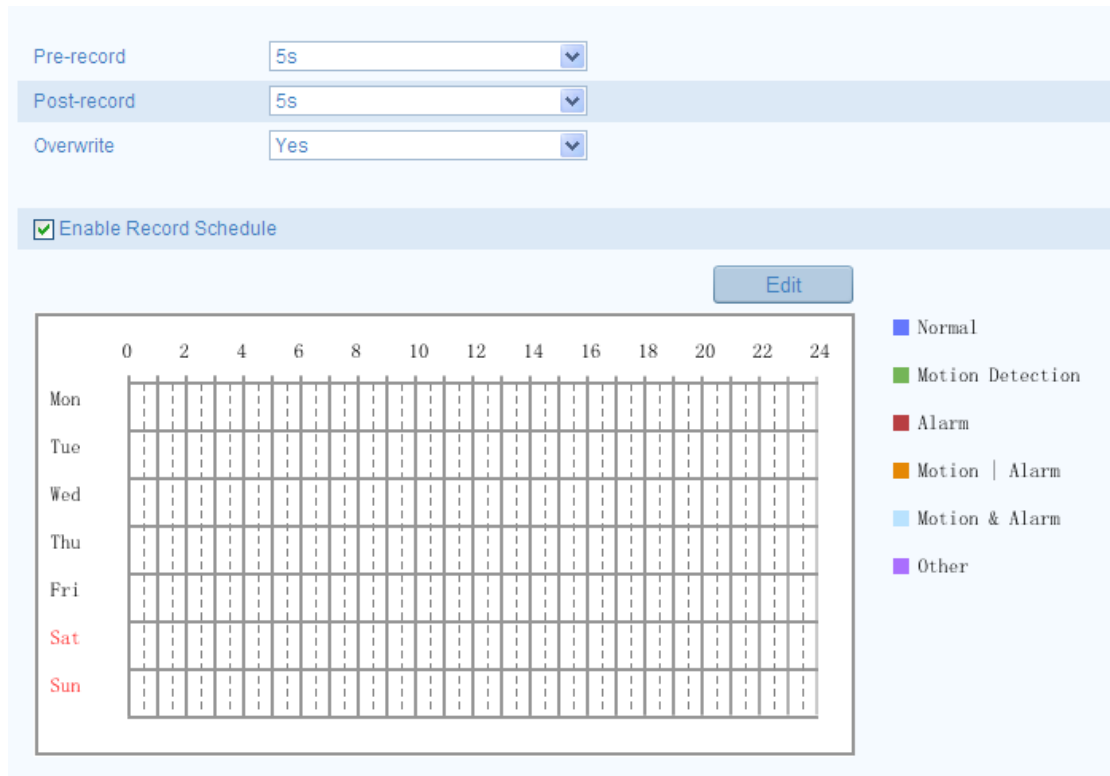 Pre-record 5s
Post-record 5s
Overwrite Yes
Enable Record Schedule
Edit
0 2 4 6 8 10 12 14 16 18 20 22 24
Mon
Tue
Wed
Thu
Fri
Sat
Sun
Normal
Motion Detection
Alarm
Motion | Alarm
Motion & Alarm
Other